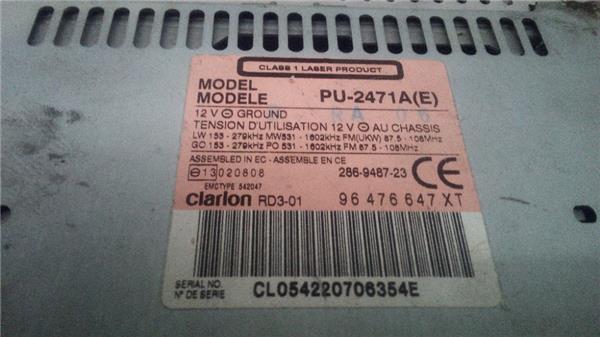 CLASS 1 LASER PRODUCT
MODEL
MODELE PU-2471A(E)
12 V ⊖ GROUND
TENSION D'UTILISATION 12 V ⊖ AU CHASSIS
LW 153 - 279kHz MW531 - 1602kHz FM(UKW) 87.5 - 108MHz
GO 153 - 279kHz PO 531 - 1602kHz FM 87.5 - 108MHz
ASSEMBLED IN EC - ASSEMBLE EN CE
13 020808 286-9487-23 CE
EMCTYPE 542047
clarion RD3-01 96 476 647 XT
SERIAL NO.
N° DE SERIE CL054220706354E